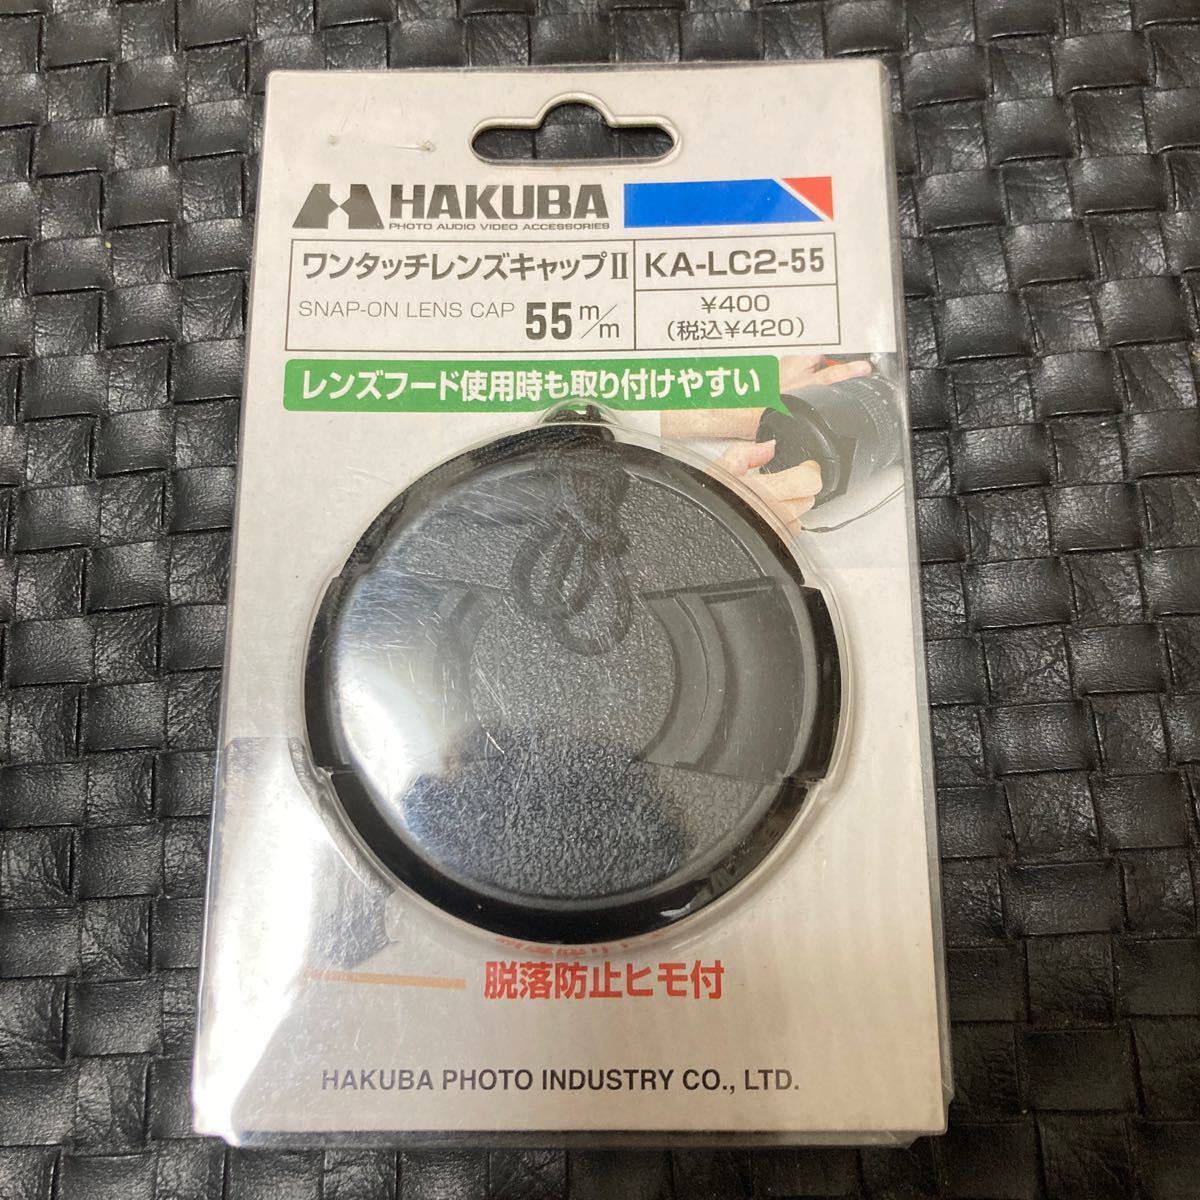 HAKUBA
PHOTO AUDIO VIDEO ACCESSORIES
ワンタッチレンズキャップII
KA-LC2-55
SNAP-ON LENS CAP 55m/m
¥400
(税込¥420)
レンズフード使用時も取り付けやすい
脱落防止ヒモ付
HAKUBA PHOTO INDUSTRY CO., LTD.